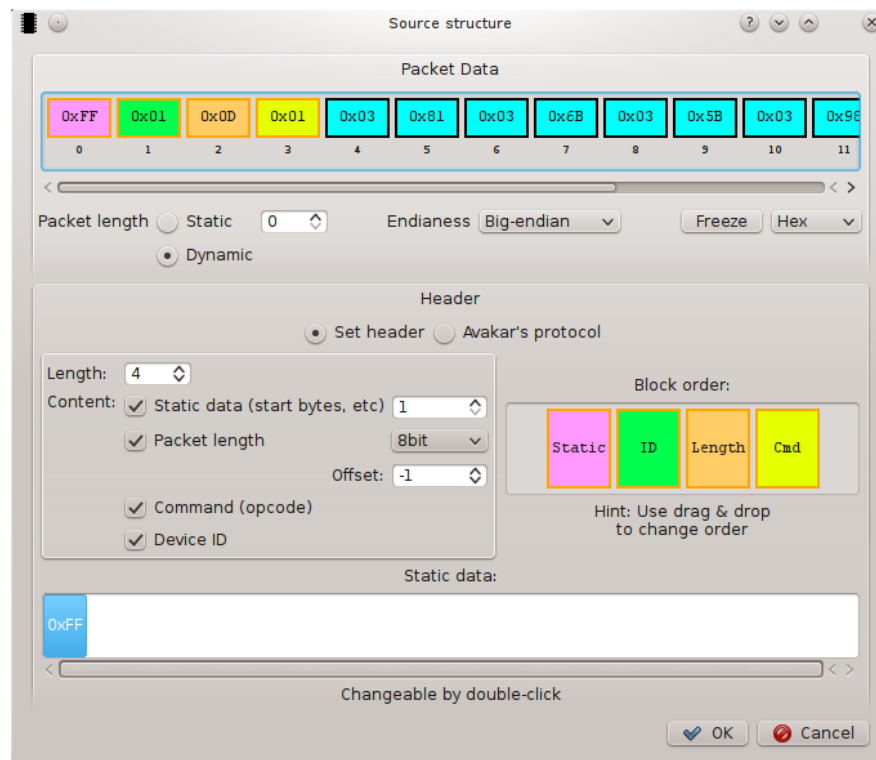 Source structure
Packet Data
0xFF 0x01 0x0D 0x01 0x03 0x81 0x03 0x6B 0x03 0x5B 0x03 0x98
0 1 2 3 4 5 6 7 8 9 10 11
Packet length Static 0 Endianess Big-endian Freeze Hex
Dynamic
Header
Set header Avakar's protocol
Length: 4
Block order:
Content: Static data (start bytes, etc) 1
Packet length 8bit
Static ID Length Cmd
Offset: -1
Command (opcode)
Hint: Use drag & drop
to change order
Device ID
Static data:
0xFF
Changeable by double-click
OK Cancel